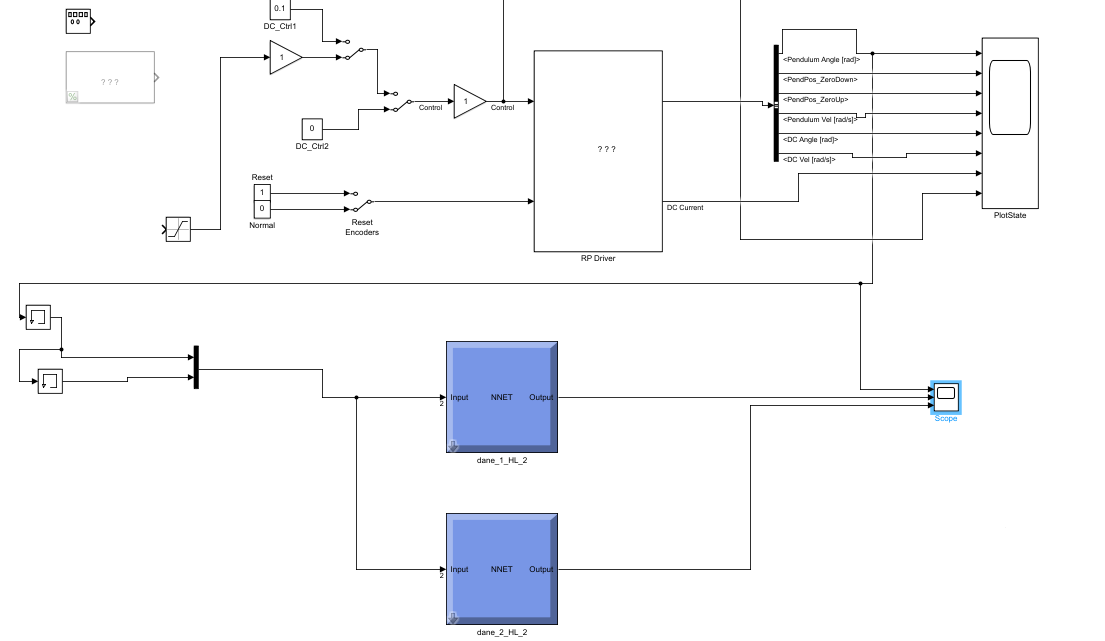 0.1
DC_Ctrl1
? ? ?
1
1
Control
Control
0
DC_Ctrl2
? ? ?
<Pendulum Angle [rad]>
<PendPos_ZeroDown>
<PendPos_ZeroUp>
<Pendulum Vel [rad/s]>
<DC Angle [rad]>
<DC Vel [rad/s]>
Reset
1
0
Normal
Reset
Encoders
DC Current
PlotState
RP Driver
Input
NNET
Output
2
dane_1_HL_2
Scope
Input
NNET
Output
2
dane_2_HL_2